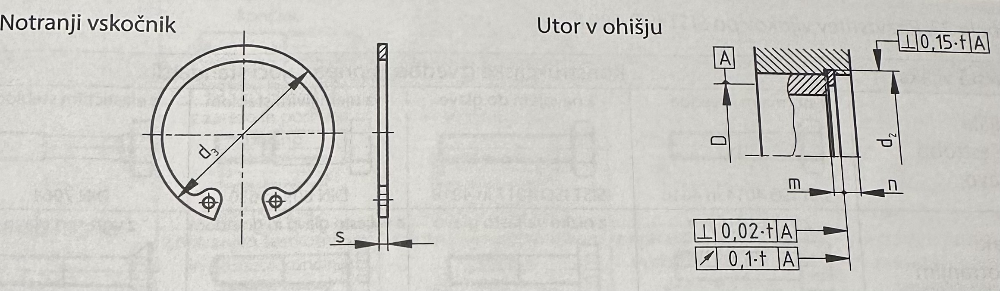 Notranji vskočnik
Utor v ohišju
d3
s
A
D
⊥ 0,15·t A
d2
m
n
⊥ 0,02·t A
↗ 0,1·t A